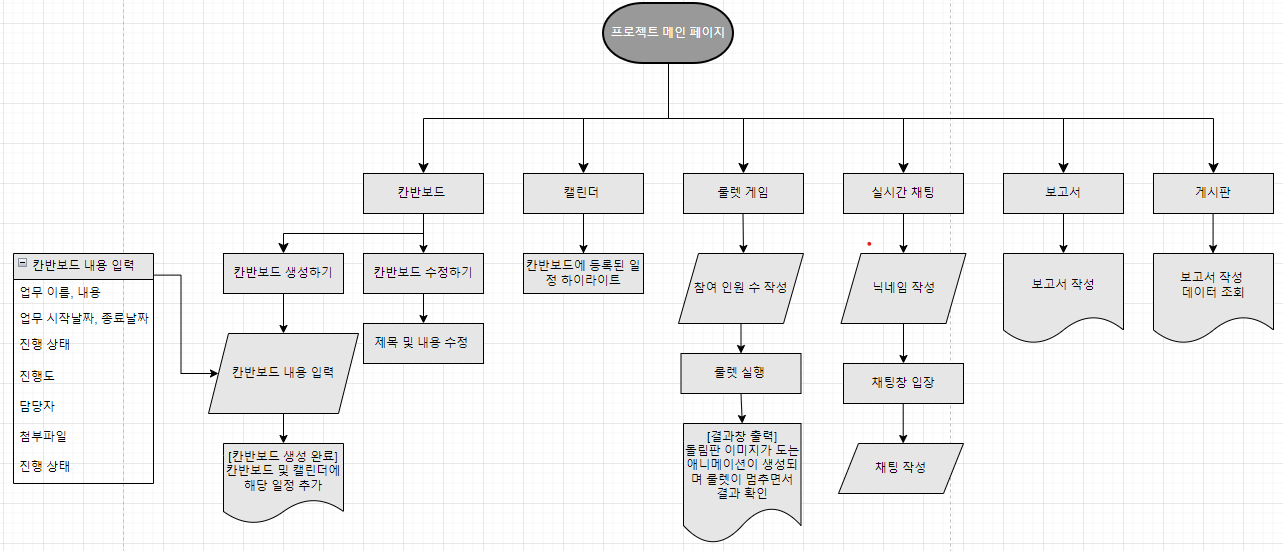 프로젝트 메인 페이지
칸반보드
캘린더
룰렛 게임
실시간 채팅
보고서
게시판
칸반보드 내용 입력
업무 이름, 내용
업무 시작날짜, 종료날짜
진행 상태
진행도
담당자
첨부파일
진행 상태
칸반보드 생성하기
칸반보드 내용 입력
[칸반보드 생성 완료]
칸반보드 및 캘린더에
해당 일정 추가
칸반보드 수정하기
제목 및 내용 수정
칸반보드에 등록된 일
정 하이라이트
참여 인원 수 작성
룰렛 실행
[결과창 출력]
돌림판 이미지가 도는
애니메이션이 생성되
며 룰렛이 멈추면서
결과 확인
닉네임 작성
채팅창 입장
채팅 작성
보고서 작성
보고서 작성
데이터 조회